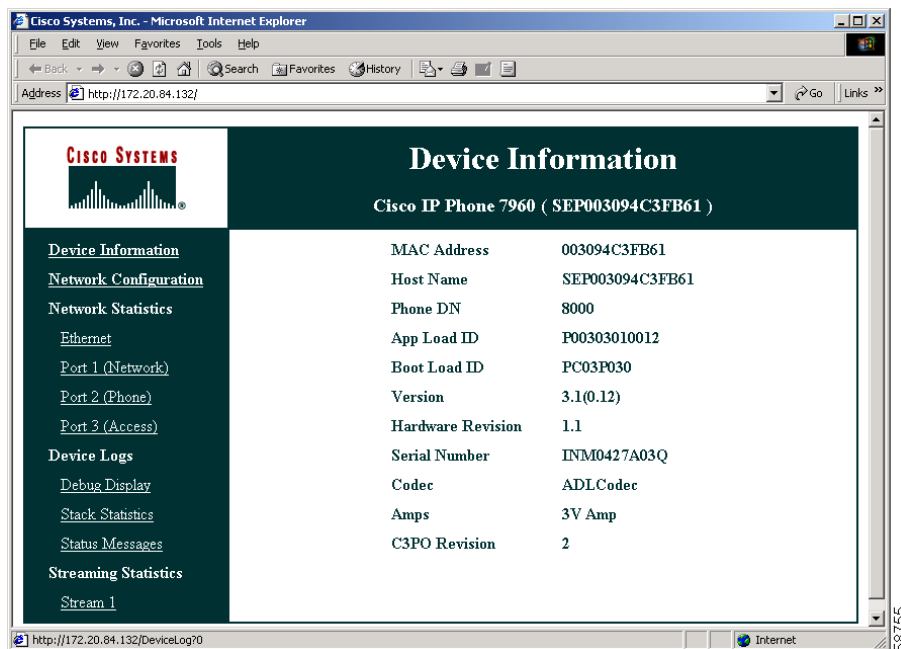 Cisco Systems, Inc. - Microsoft Internet Explorer
File Edit View Favorites Tools Help
Back Search Favorites History
Address http://172.20.84.132/ Go Links »
CISCO SYSTEMS
®
Device Information
Cisco IP Phone 7960 ( SEP003094C3FB61 )
Device Information
Network Configuration
Network Statistics
Ethernet
Port 1 (Network)
Port 2 (Phone)
Port 3 (Access)
Device Logs
Debug Display
Stack Statistics
Status Messages
Streaming Statistics
Stream 1
MAC Address 003094C3FB61
Host Name SEP003094C3FB61
Phone DN 8000
App Load ID P00303010012
Boot Load ID PC03P030
Version 3.1(0.12)
Hardware Revision 1.1
Serial Number INM0427A03Q
Codec ADLCodec
Amps 3V Amp
C3PO Revision 2
http://172.20.84.132/DeviceLog?0 Internet
58755